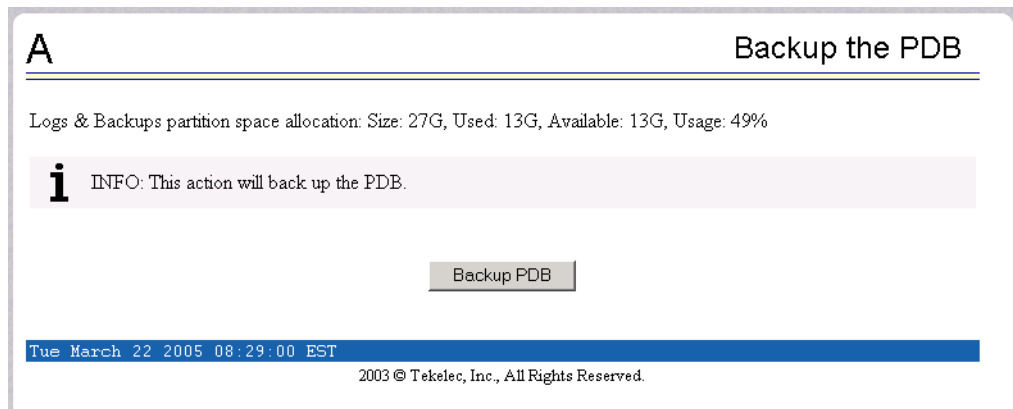 A
Backup the PDB
Logs & Backups partition space allocation: Size: 27G, Used: 13G, Available: 13G, Usage: 49%
i
INFO: This action will back up the PDB.
Backup PDB
Tue March 22 2005 08:29:00 EST
2003 © Tekelec, Inc., All Rights Reserved.